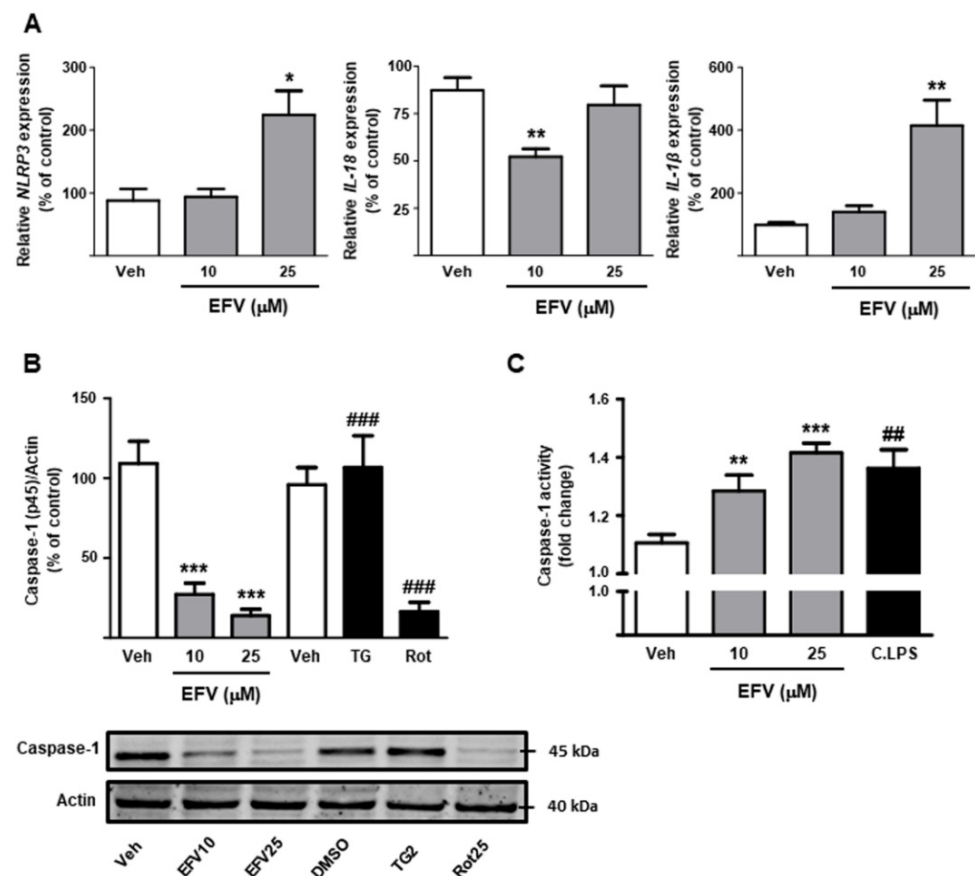 A
Relative NLRP3 expression
(% of control)
300
200
100
*
Veh
10
25
EFV (μM)
Relative IL-18 expression
(% of control)
100
75
50
25
**
Veh
10
25
EFV (μM)
Relative IL-1β expression
(% of control)
600
400
200
**
Veh
10
25
EFV (μM)
B
Caspase-1 (p45)/Actin
(% of control)
150
100
50
***
***
###
###
Veh
10
25
Veh
TG
Rot
EFV (μM)
Caspase-1
45 kDa
Actin
40 kDa
Veh
EFV10
EFV25
DMSO
TG2
Rot25
C
Caspase-1 activity
(fold change)
1.6
1.4
1.2
1.0
1.0
**
***
##
Veh
10
25
C.LPS
EFV (μM)